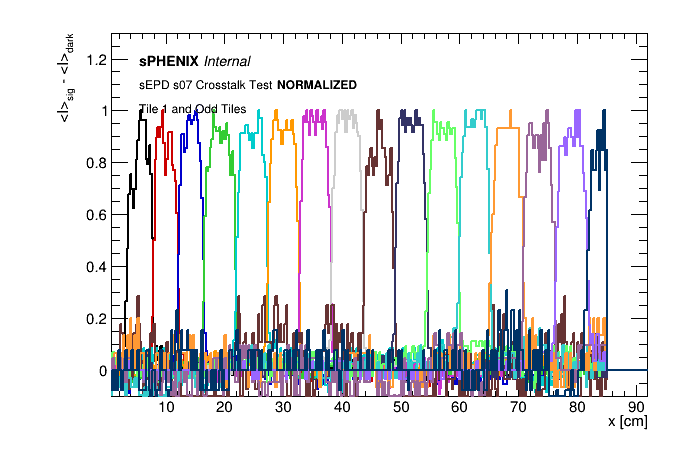 <I>sig - <I>dark
1.2
sPHENIX Internal
sEPD s07 Crosstalk Test NORMALIZED
Tile 1 and Odd Tiles
1
0.8
0.6
0.4
0.2
0
10 20 30 40 50 60 70 80 90
x [cm]